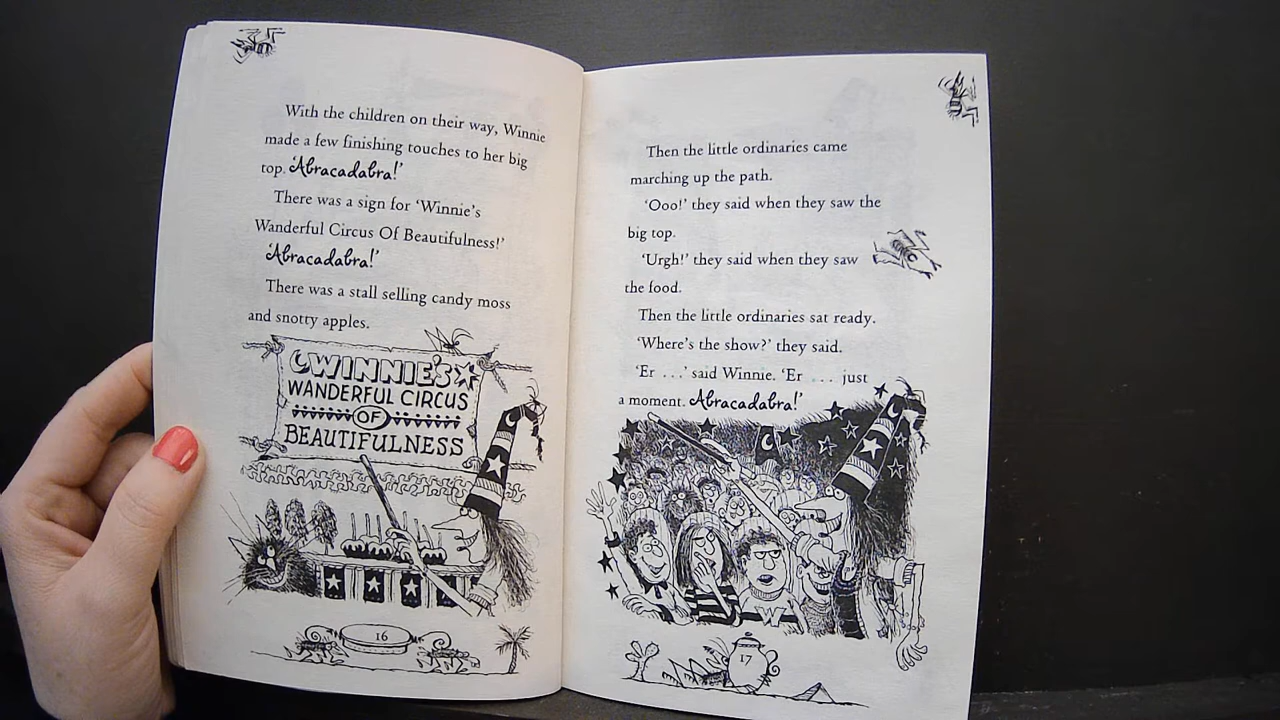 With the children on their way, Winnie
made a few finishing touches to her big
top. 'Abracadabra!'
There was a sign for 'Winnie's
Wanderful Circus Of Beautifulness!'
'Abracadabra!'
There was a stall selling candy moss
and snotty apples.
WINNIE'S
WANDERFUL CIRCUS
OF
BEAUTIFULNESS
16
Then the little ordinaries came
marching up the path.
'Ooo!' they said when they saw the
big top.
'Urgh!' they said when they saw
the food.
Then the little ordinaries sat ready.
'Where's the show?' they said.
'Er . . .' said Winnie. 'Er . . . just
a moment. Abracadabra!'
W
17